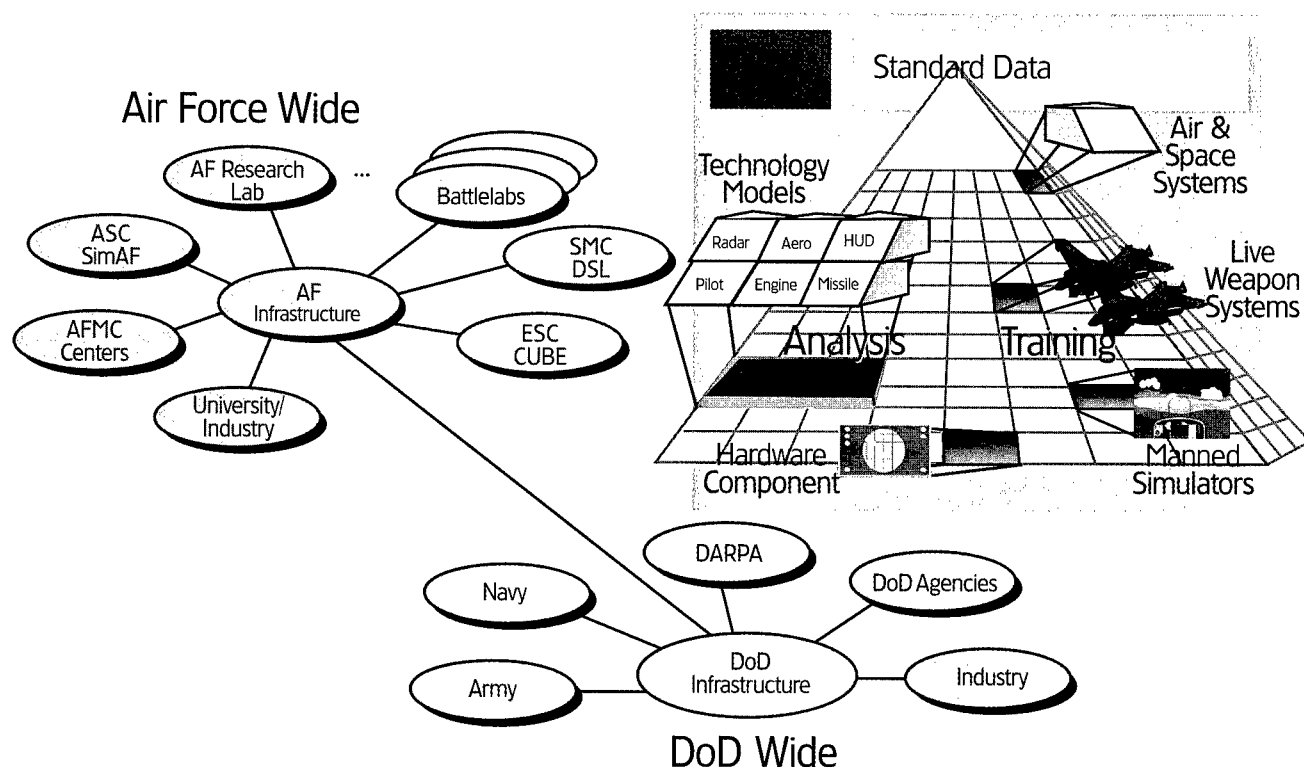 Air Force Wide
AF Research
Lab
...
Battlelabs
ASC
SimAF
SMC
DSL
AF
Infrastructure
AFMC
Centers
ESC
CUBE
University/
Industry
Standard Data
Air &
Space
Systems
Technology
Models
Radar
Aero
HUD
Pilot
Engine
Missile
Live
Weapon
Systems
Analysis
Training
Hardware
Component
Manned
Simulators
DARPA
Navy
DoD Agencies
Army
DoD
Infrastructure
Industry
DoD Wide